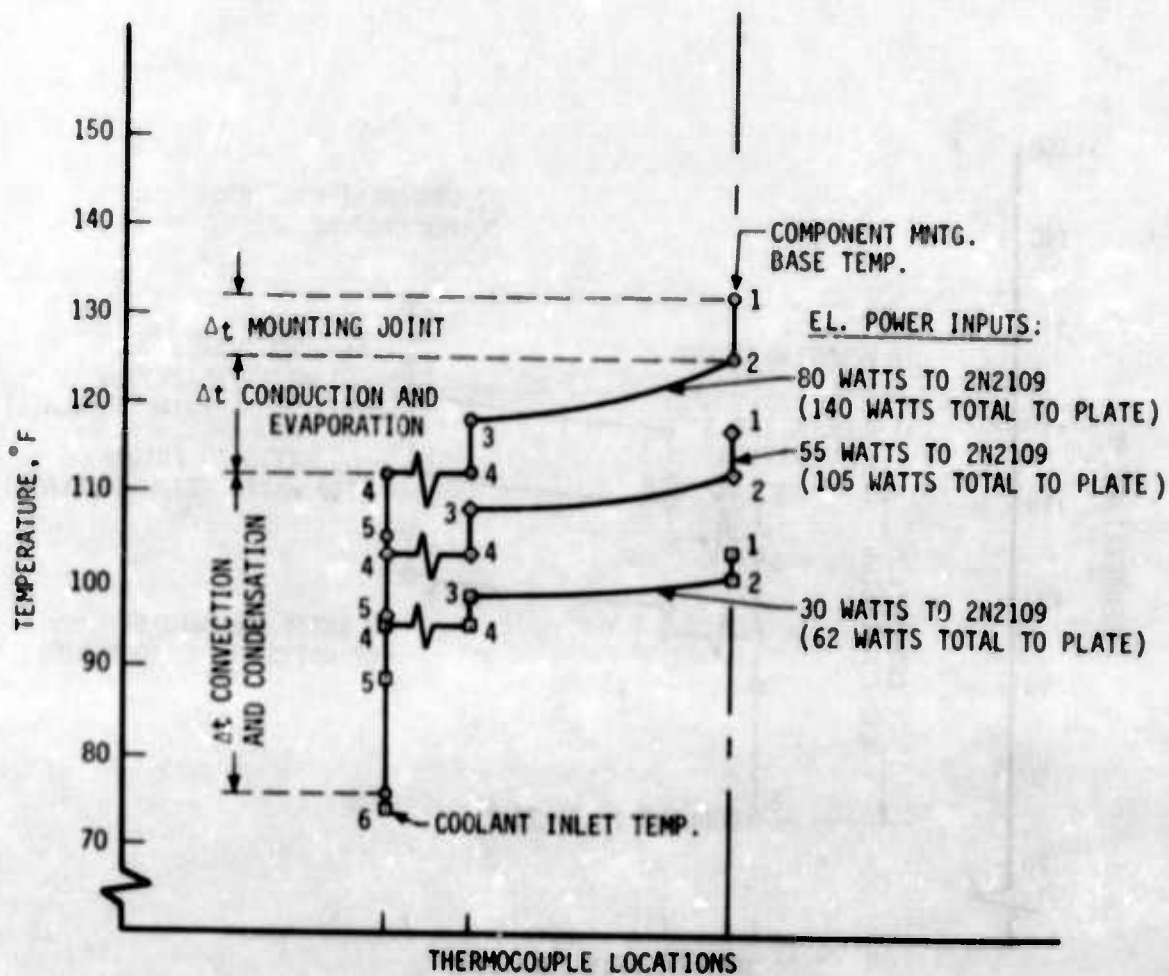 150
140
130
120
110
100
90
80
70
TEMPERATURE, °F
COMPONENT MNTG.
BASE TEMP.
Δt MOUNTING JOINT
Δt CONDUCTION AND
EVAPORATION
Δt CONVECTION
AND CONDENSATION
EL. POWER INPUTS:
80 WATTS TO 2N2109
(140 WATTS TOTAL TO PLATE)
55 WATTS TO 2N2109
(105 WATTS TOTAL TO PLATE)
30 WATTS TO 2N2109
(62 WATTS TOTAL TO PLATE)
1
2
3
4
4
5
1
2
3
4
4
5
1
2
3
4
4
5
6
COOLANT INLET TEMP.
THERMOCOUPLE LOCATIONS